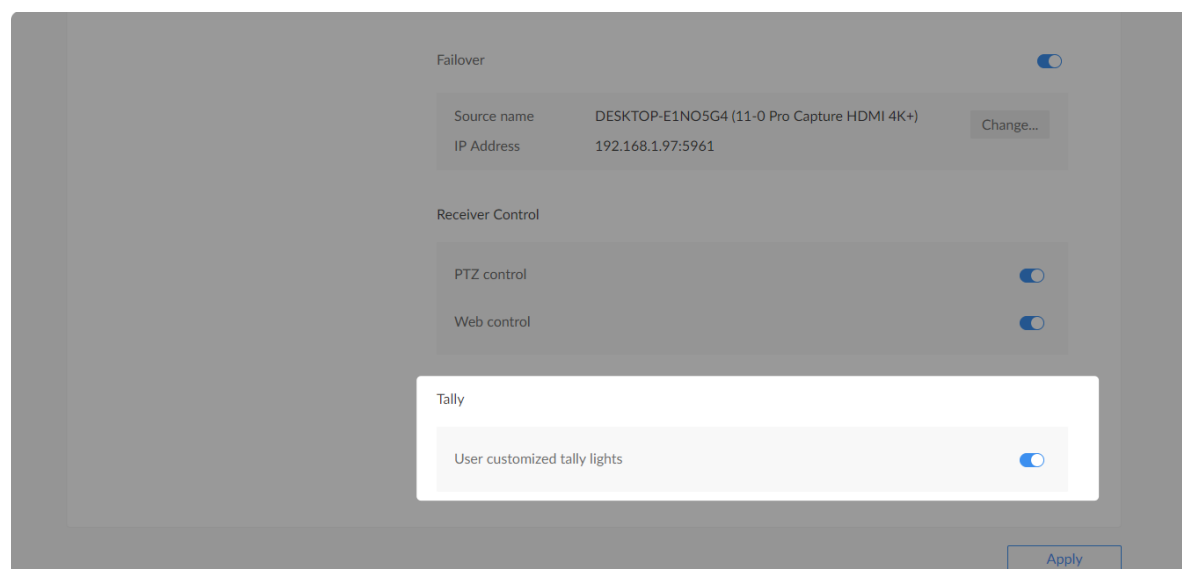 Failover
Source name DESKTOP-E1NO5G4 (11-0 Pro Capture HDMI 4K+) Change...
IP Address 192.168.1.97:5961
Receiver Control
PTZ control
Web control
Tally
User customized tally lights
Apply